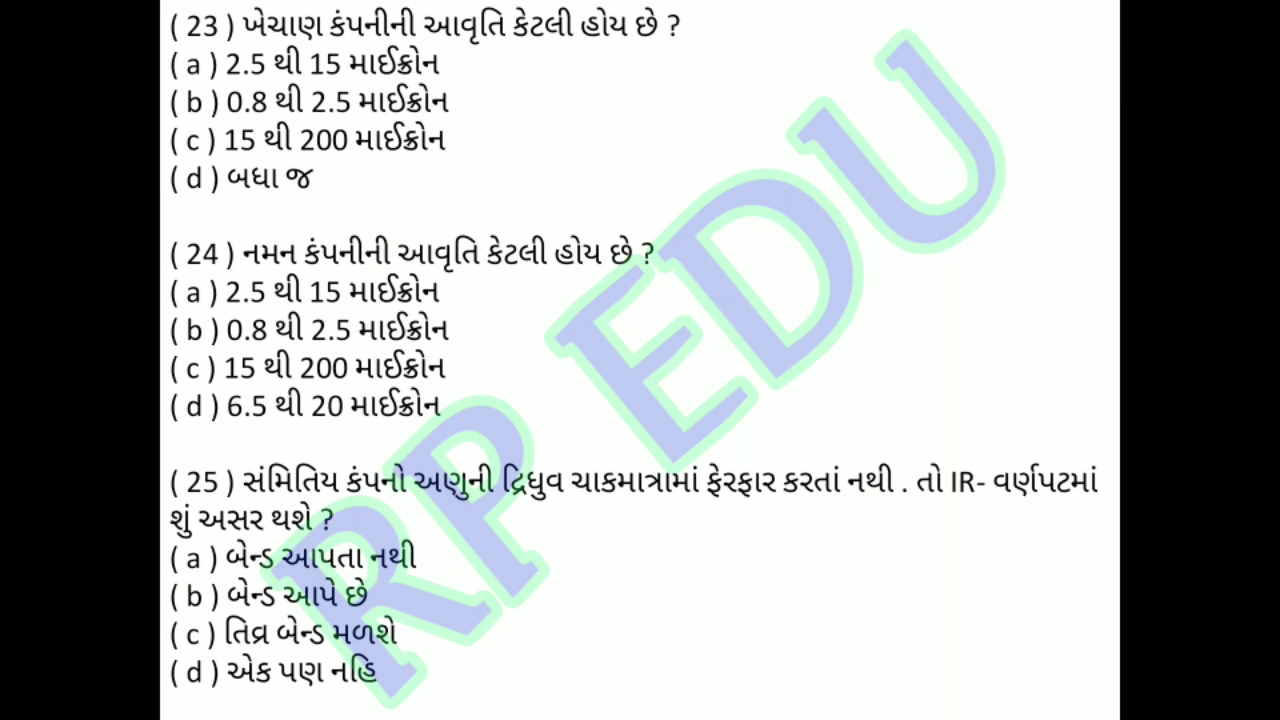 ( 23 ) ખેચાણ કંપનીની આવૃતિ કેટલી હોય છે ?
( a ) 2.5 થી 15 માઈક્રોન
( b ) 0.8 થી 2.5 માઈક્રોન
( c ) 15 થી 200 માઈક્રોન
( d ) બધા જ
( 24 ) નમન કંપનીની આવૃતિ કેટલી હોય છે ?
( a ) 2.5 થી 15 માઈક્રોન
( b ) 0.8 થી 2.5 માઈક્રોન
( c ) 15 થી 200 માઈક્રોન
( d ) 6.5 થી 20 માઈક્રોન
( 25 ) સંમિતિય કંપનો અણુની દ્રિધુવ ચાકમાત્રામાં ફેરફાર કરતાં નથી . તો IR- વર્ણપટમાં
શું અસર થશે ?
( a ) બેન્ડ આપતા નથી
( b ) બેન્ડ આપે છે
( c ) તિવ્ર બેન્ડ મળશે
( d ) એક પણ નહિ
RP EDU